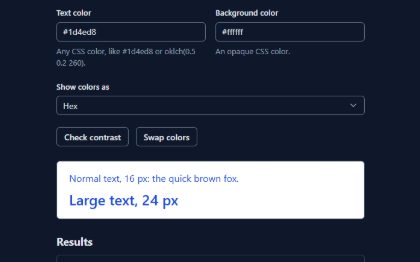 Text color
Background color
#1d4ed8
#ffffff
Any CSS color, like #1d4ed8 or oklch(0.5
0.2 260).
An opaque CSS color.
Show colors as
Hex
Check contrast
Swap colors
Normal text, 16 px: the quick brown fox.
Large text, 24 px
Results